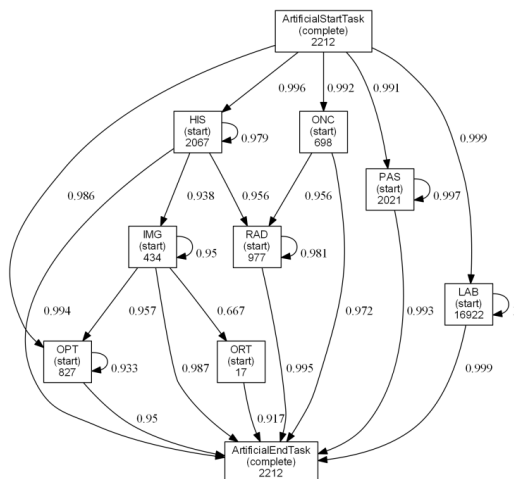 ArtificialStartTask
(complete)
2212
0.996
0.992
0.991
HIS
(start)
2067
0.979
ONC
(start)
698
0.999
PAS
(start)
2021
0.997
0.986
0.938
0.956
0.956
IMG
(start)
434
0.95
RAD
(start)
977
0.981
LAB
(start)
16922
0.994
0.957
0.667
0.972
0.993
OPT
(start)
827
0.933
0.987
ORT
(start)
17
0.995
0.999
0.95
0.917
ArtificialEndTask
(complete)
2212